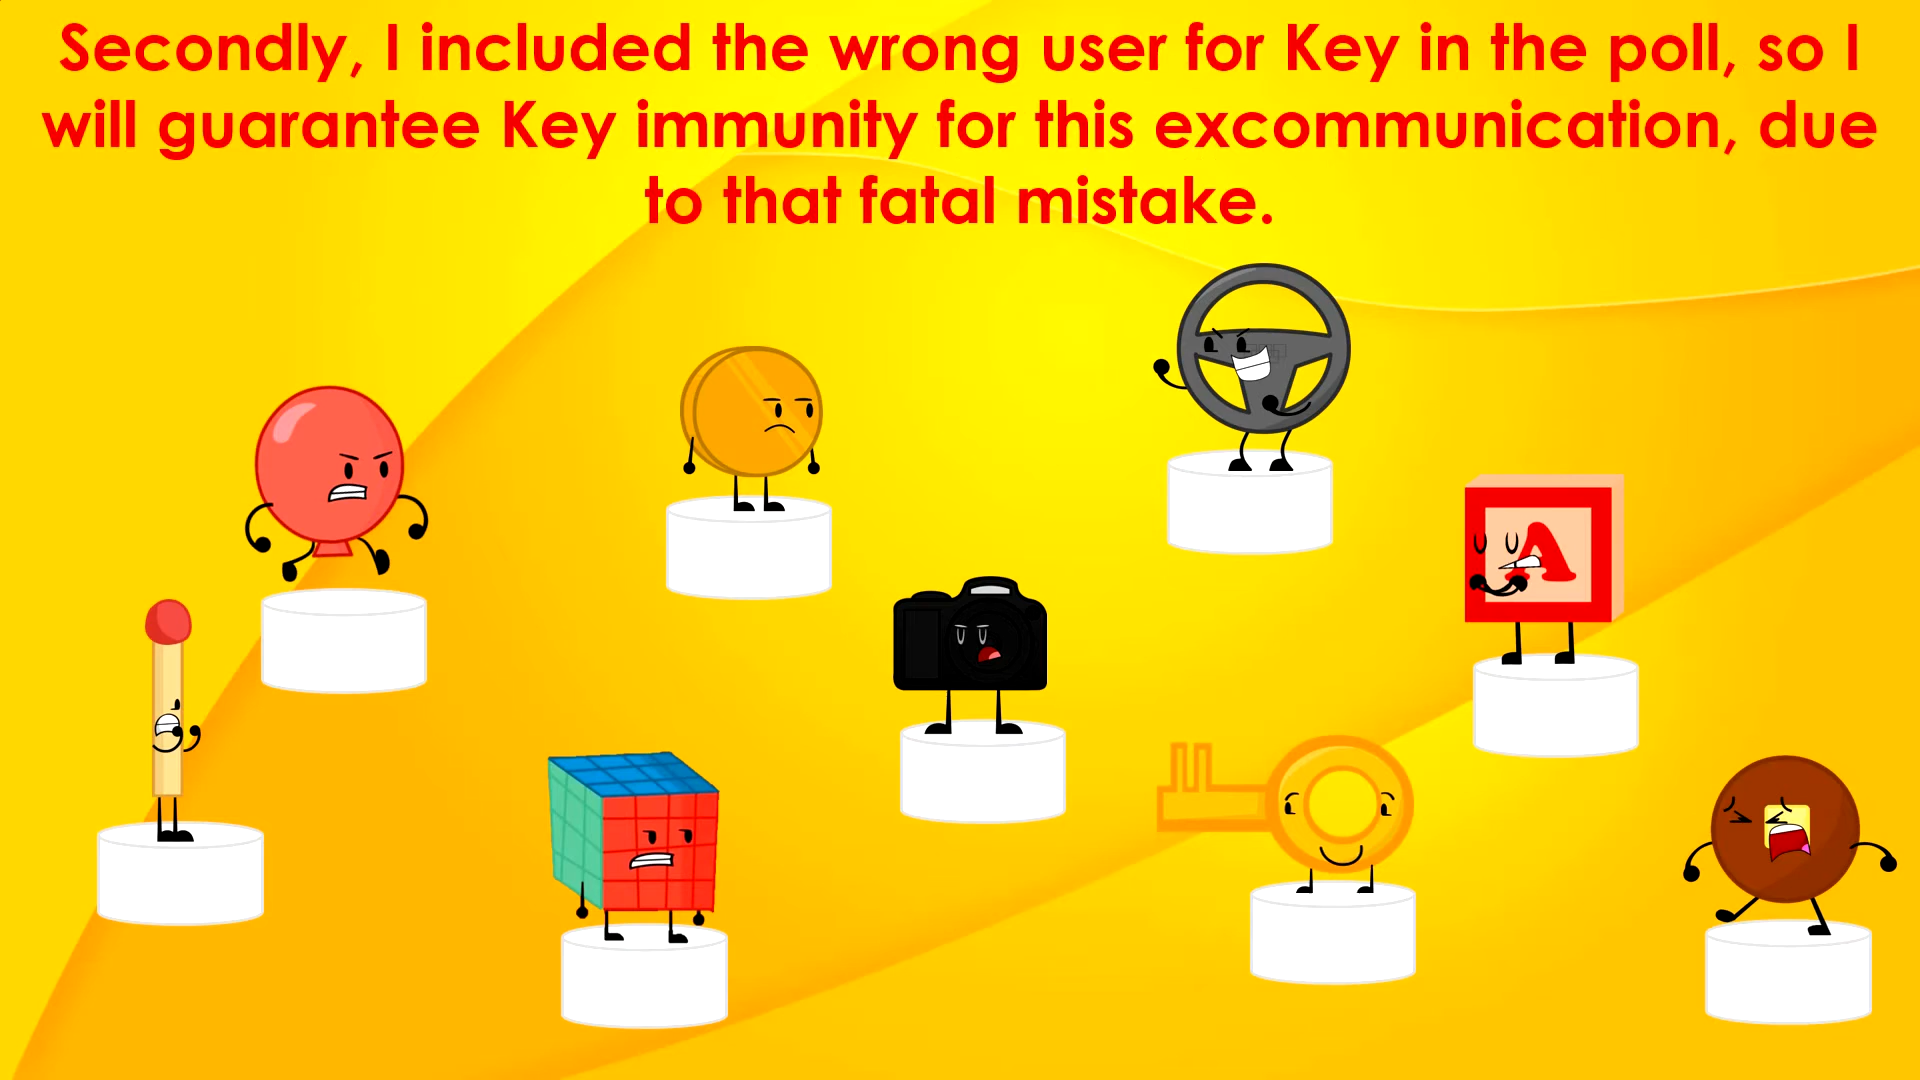 Secondly, I included the wrong user for Key in the poll, so I
will guarantee Key immunity for this excommunication, due
to that fatal mistake.
A